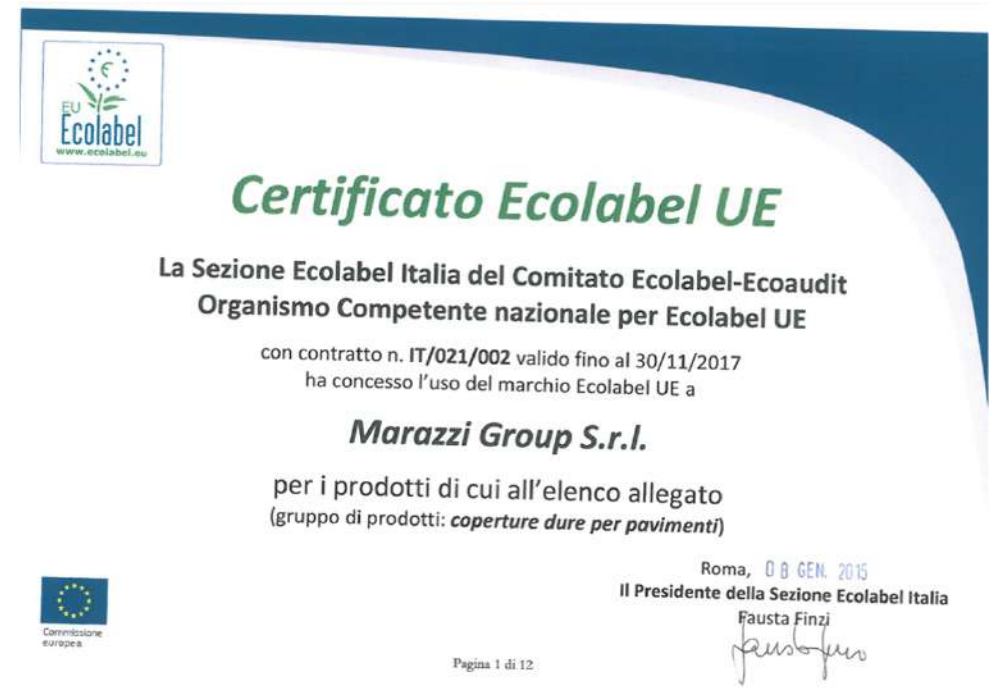 EU
Ecolabel
www.ecolabel.eu
Certificato Ecolabel UE
La Sezione Ecolabel Italia del Comitato Ecolabel-Ecoaudit
Organismo Competente nazionale per Ecolabel UE
con contratto n. IT/021/002 valido fino al 30/11/2017
ha concesso l'uso del marchio Ecolabel UE a
Marazzi Group S.r.l.
per i prodotti di cui all'elenco allegato
(gruppo di prodotti: coperture dure per pavimenti)
Roma, 08 GEN. 2015
Il Presidente della Sezione Ecolabel Italia
Fausta Finzi
Commissione
europea
Pagina 1 di 12